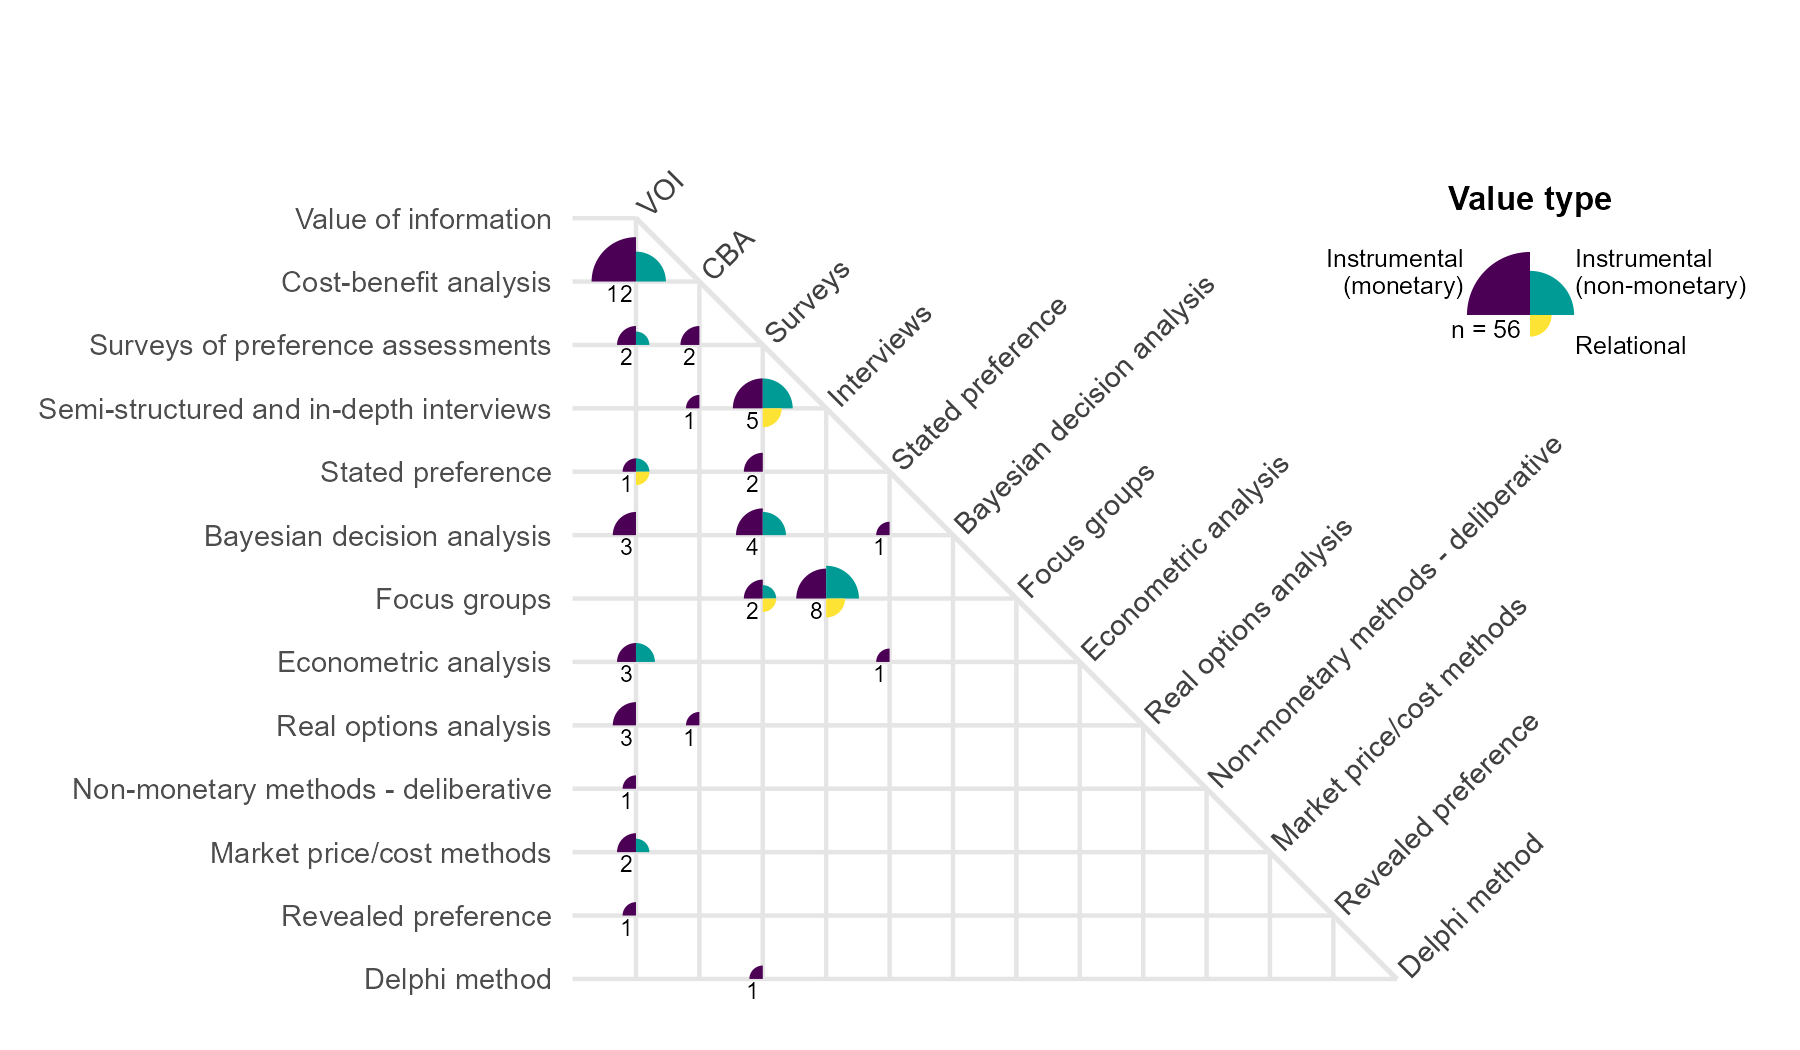 Value type
Instrumental
(monetary)
Instrumental
(non-monetary)
n = 56
Relational
VOI
CBA
Surveys
Interviews
Stated preference
Bayesian decision analysis
Focus groups
Econometric analysis
Real options analysis
Non-monetary methods - deliberative
Market price/cost methods
Revealed preference
Delphi method
Value of information
Cost-benefit analysis
12
Surveys of preference assessments
2 2
Semi-structured and in-depth interviews
1 5
Stated preference
1 2
Bayesian decision analysis
3 4 1
Focus groups
2 8
Econometric analysis
3 1
Real options analysis
3 1
Non-monetary methods - deliberative
1
Market price/cost methods
2
Revealed preference
1
Delphi method
1